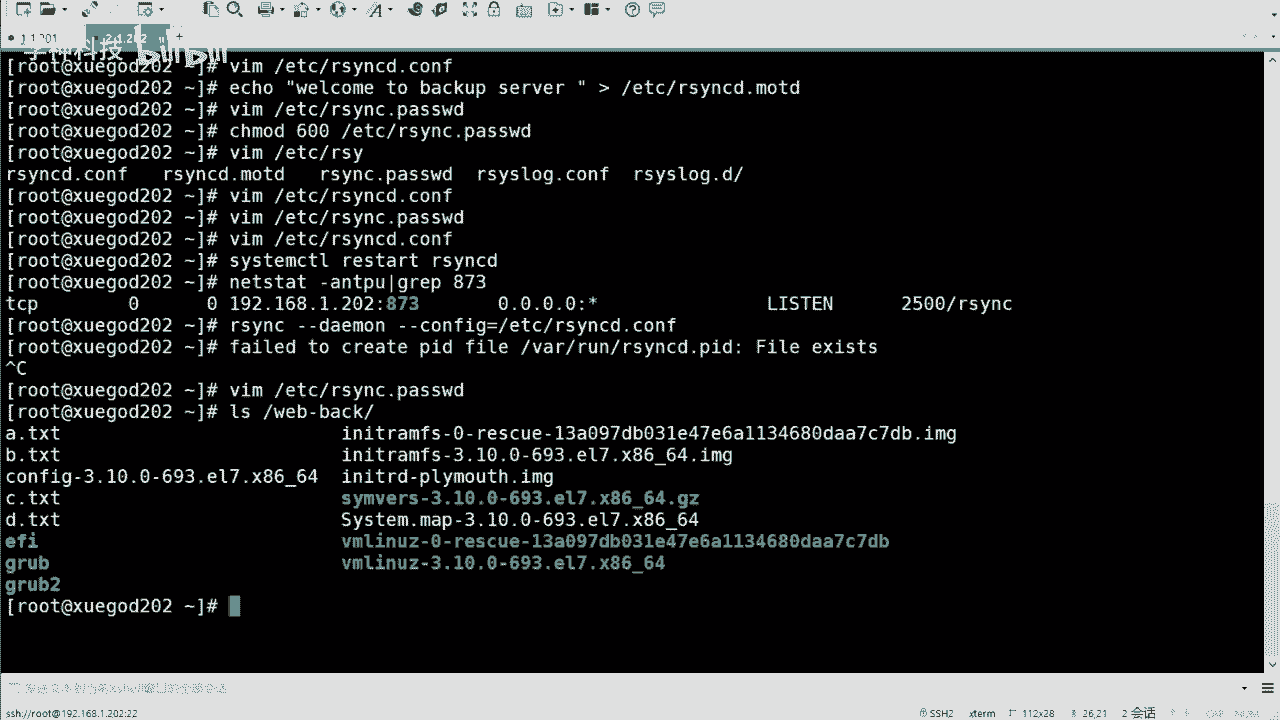 [root@xuegod202 ~]# vim /etc/rsyncd.conf
[root@xuegod202 ~]# echo "welcome to backup server " > /etc/rsyncd.motd
[root@xuegod202 ~]# vim /etc/rsync.passwd
[root@xuegod202 ~]# chmod 600 /etc/rsync.passwd
[root@xuegod202 ~]# vim /etc/rsy
rsyncd.conf   rsyncd.motd   rsync.passwd  rsyslog.conf  rsyslog.d/
[root@xuegod202 ~]# vim /etc/rsyncd.conf
[root@xuegod202 ~]# vim /etc/rsync.passwd
[root@xuegod202 ~]# vim /etc/rsyncd.conf
[root@xuegod202 ~]# systemctl restart rsyncd
[root@xuegod202 ~]# netstat -antpu|grep 873
tcp        0      0 192.168.1.202:873       0.0.0.0:*               LISTEN      2500/rsync
[root@xuegod202 ~]# rsync --daemon --config=/etc/rsyncd.conf
[root@xuegod202 ~]# failed to create pid file /var/run/rsyncd.pid: File exists
^C
[root@xuegod202 ~]# vim /etc/rsync.passwd
[root@xuegod202 ~]# ls /web-back/
a.txt                        initramfs-0-rescue-13a097db031e47e6a1134680daa7c7db.img
b.txt                        initramfs-3.10.0-693.el7.x86_64.img
config-3.10.0-693.el7.x86_64  initrd-plymouth.img
c.txt                        symvers-3.10.0-693.el7.x86_64.gz
d.txt                        System.map-3.10.0-693.el7.x86_64
efi                          vmlinuz-0-rescue-13a097db031e47e6a1134680daa7c7db
grub                         vmlinuz-3.10.0-693.el7.x86_64
grub2
[root@xuegod202 ~]#
ssh://root@192.168.1.202:22 SSH2 xterm 112x28 26,21 2 会话